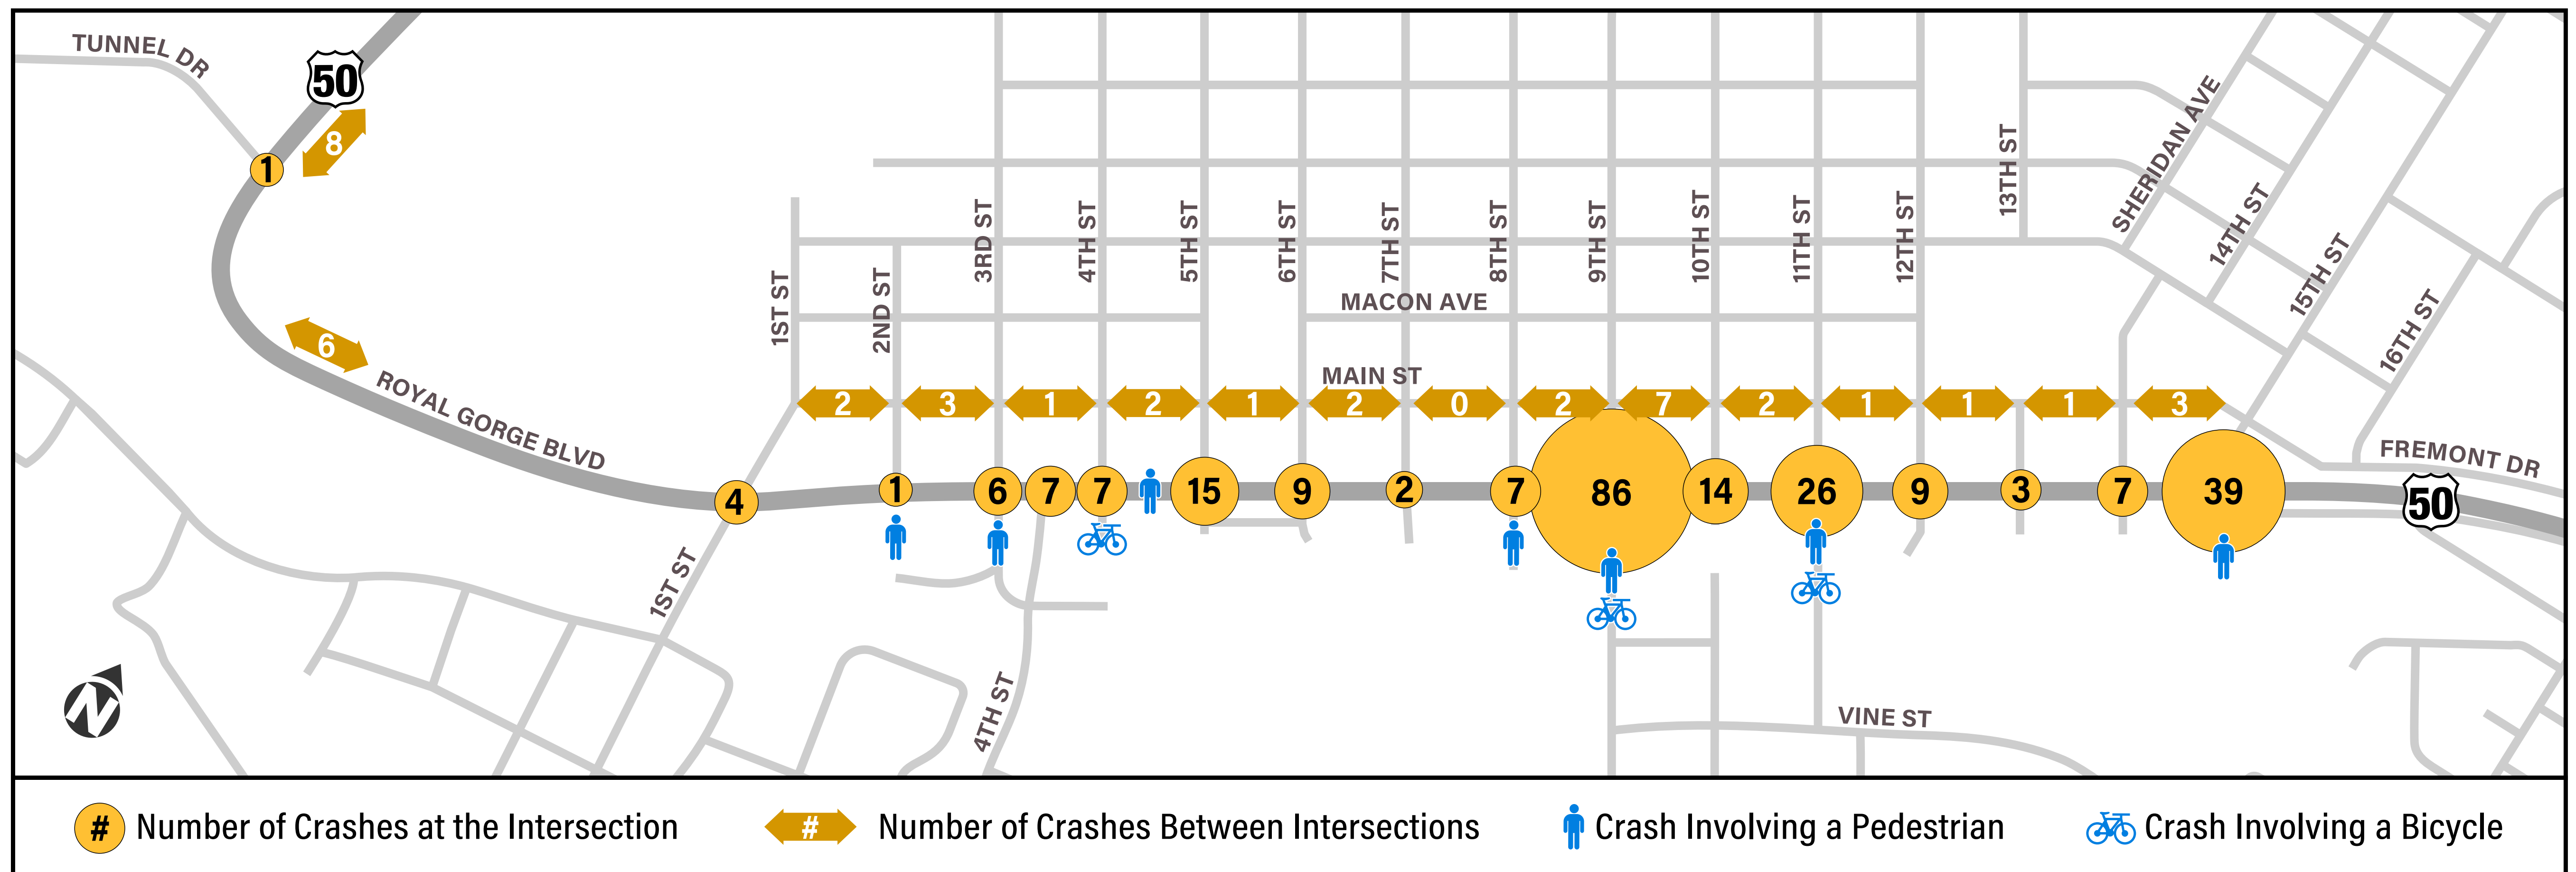 TUNNEL DR
50
8
1
6
ROYAL GORGE BLVD
1ST ST
2ND ST
3RD ST
4TH ST
5TH ST
6TH ST
7TH ST
8TH ST
9TH ST
10TH ST
11TH ST
12TH ST
13TH ST
SHERIDAN AVE
14TH ST
15TH ST
16TH ST
MACON AVE
MAIN ST
2 3 1 2 1 2 0 2 7 2 1 1 1 3
FREMONT DR
4 1 6 7 7 15 9 2 7 86 14 26 9 3 7 39
50
1ST ST
4TH ST
VINE ST
N
# Number of Crashes at the Intersection
# Number of Crashes Between Intersections
Crash Involving a Pedestrian
Crash Involving a Bicycle